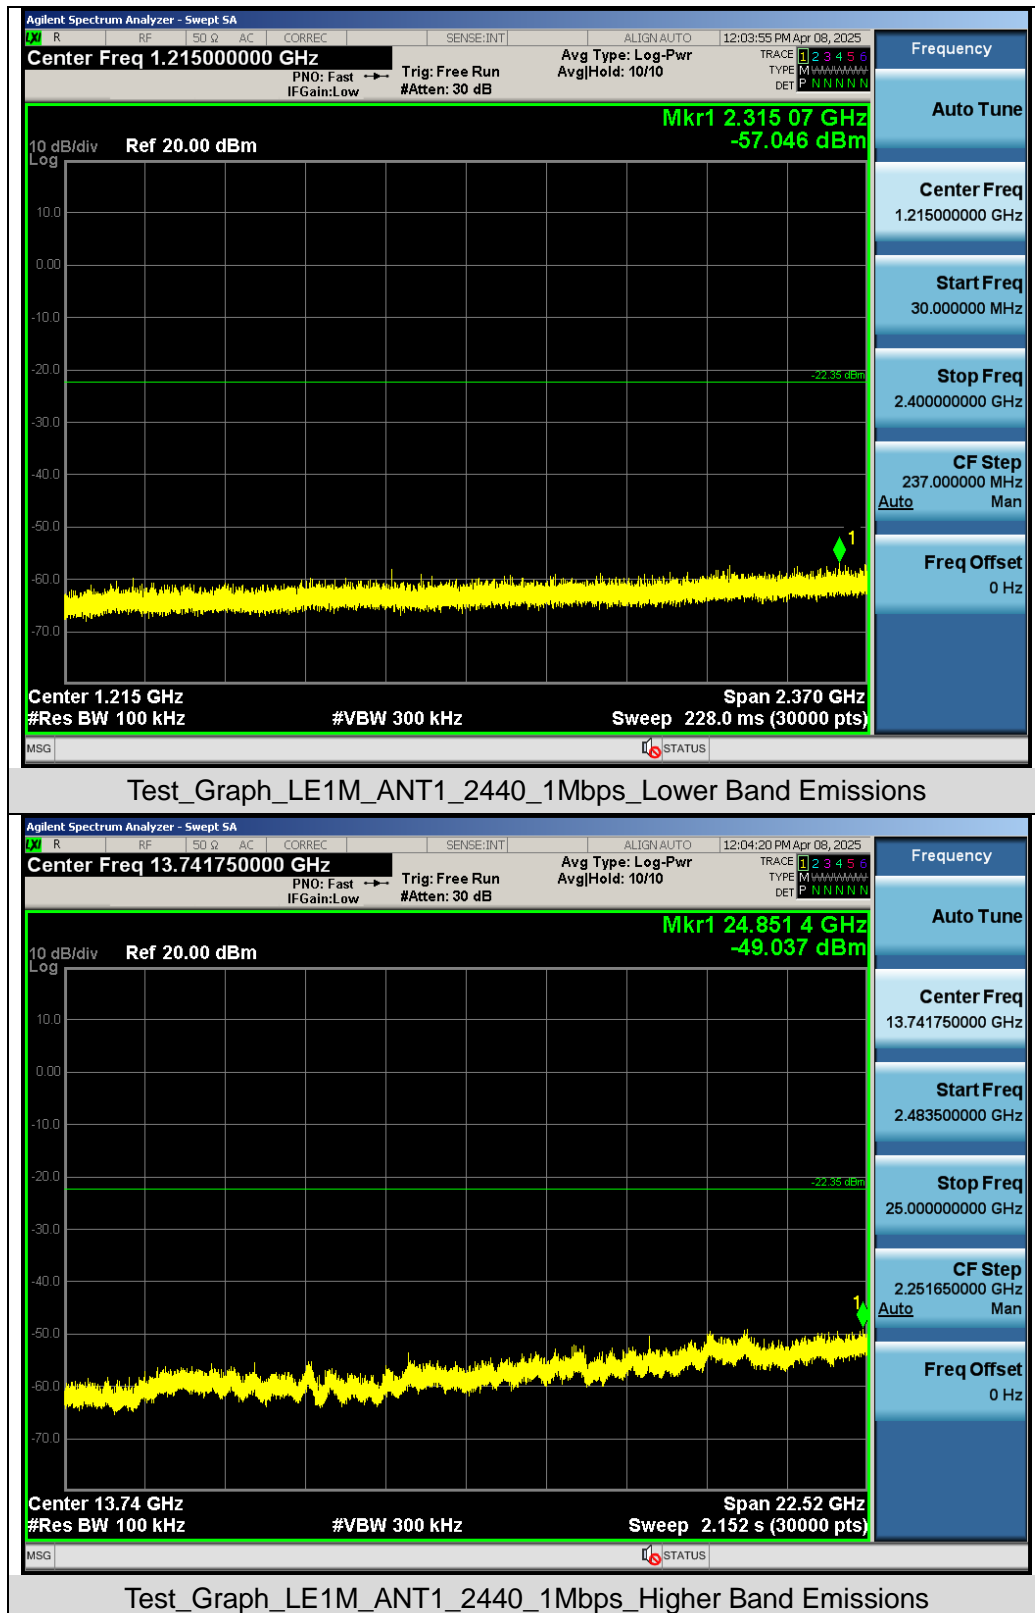 Agilent Spectrum Analyzer - Swept SA
LXI R RF 50 Ω AC CORREC SENSE:INT ALIGN AUTO 12:03:55 PM Apr 08, 2025
Center Freq 1.215000000 GHz
PNO: Fast
IFGain:Low
Trig: Free Run
#Atten: 30 dB
Avg Type: Log-Pwr
Avg|Hold: 10/10
TRACE 1 2 3 4 5 6
TYPE M WWWWW
DET P N N N N N
Mkr1 2.315 07 GHz
-57.046 dBm
10 dB/div
Log
Ref 20.00 dBm
10.0
0.00
-10.0
-20.0
-22.35 dBm
-30.0
-40.0
-50.0
1
-60.0
-70.0
Center 1.215 GHz Span 2.370 GHz
#Res BW 100 kHz #VBW 300 kHz Sweep 228.0 ms (30000 pts)
MSG STATUS
Frequency
Auto Tune
Center Freq
1.215000000 GHz
Start Freq
30.000000 MHz
Stop Freq
2.400000000 GHz
CF Step
237.000000 MHz
Auto Man
Freq Offset
0 Hz
Test_Graph_LE1M_ANT1_2440_1Mbps_Lower Band Emissions
Agilent Spectrum Analyzer - Swept SA
LXI R RF 50 Ω AC CORREC SENSE:INT ALIGN AUTO 12:04:20 PM Apr 08, 2025
Center Freq 13.741750000 GHz
PNO: Fast
IFGain:Low
Trig: Free Run
#Atten: 30 dB
Avg Type: Log-Pwr
Avg|Hold: 10/10
TRACE 1 2 3 4 5 6
TYPE M WWWWW
DET P N N N N N
Mkr1 24.851 4 GHz
-49.037 dBm
10 dB/div
Log
Ref 20.00 dBm
10.0
0.00
-10.0
-20.0
-22.35 dBm
-30.0
-40.0
1
-50.0
-60.0
-70.0
Center 13.74 GHz Span 22.52 GHz
#Res BW 100 kHz #VBW 300 kHz Sweep 2.152 s (30000 pts)
MSG STATUS
Frequency
Auto Tune
Center Freq
13.741750000 GHz
Start Freq
2.483500000 GHz
Stop Freq
25.000000000 GHz
CF Step
2.251650000 GHz
Auto Man
Freq Offset
0 Hz
Test_Graph_LE1M_ANT1_2440_1Mbps_Higher Band Emissions